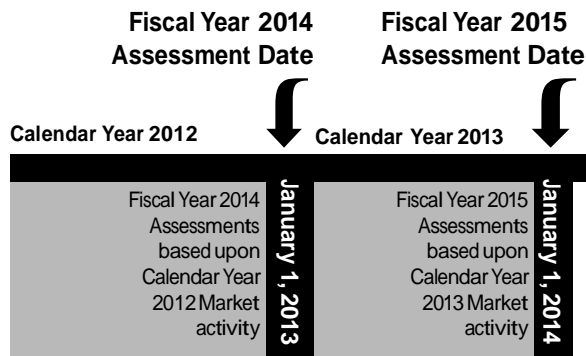 Fiscal Year 2014
Assessment Date
Fiscal Year 2015
Assessment Date
Calendar Year 2012
Calendar Year 2013
Fiscal Year 2014
Assessments
based upon
Calendar Year
2012 Market
activity
January 1, 2013
Fiscal Year 2015
Assessments
based upon
Calendar Year
2013 Market
activity
January 1, 2014